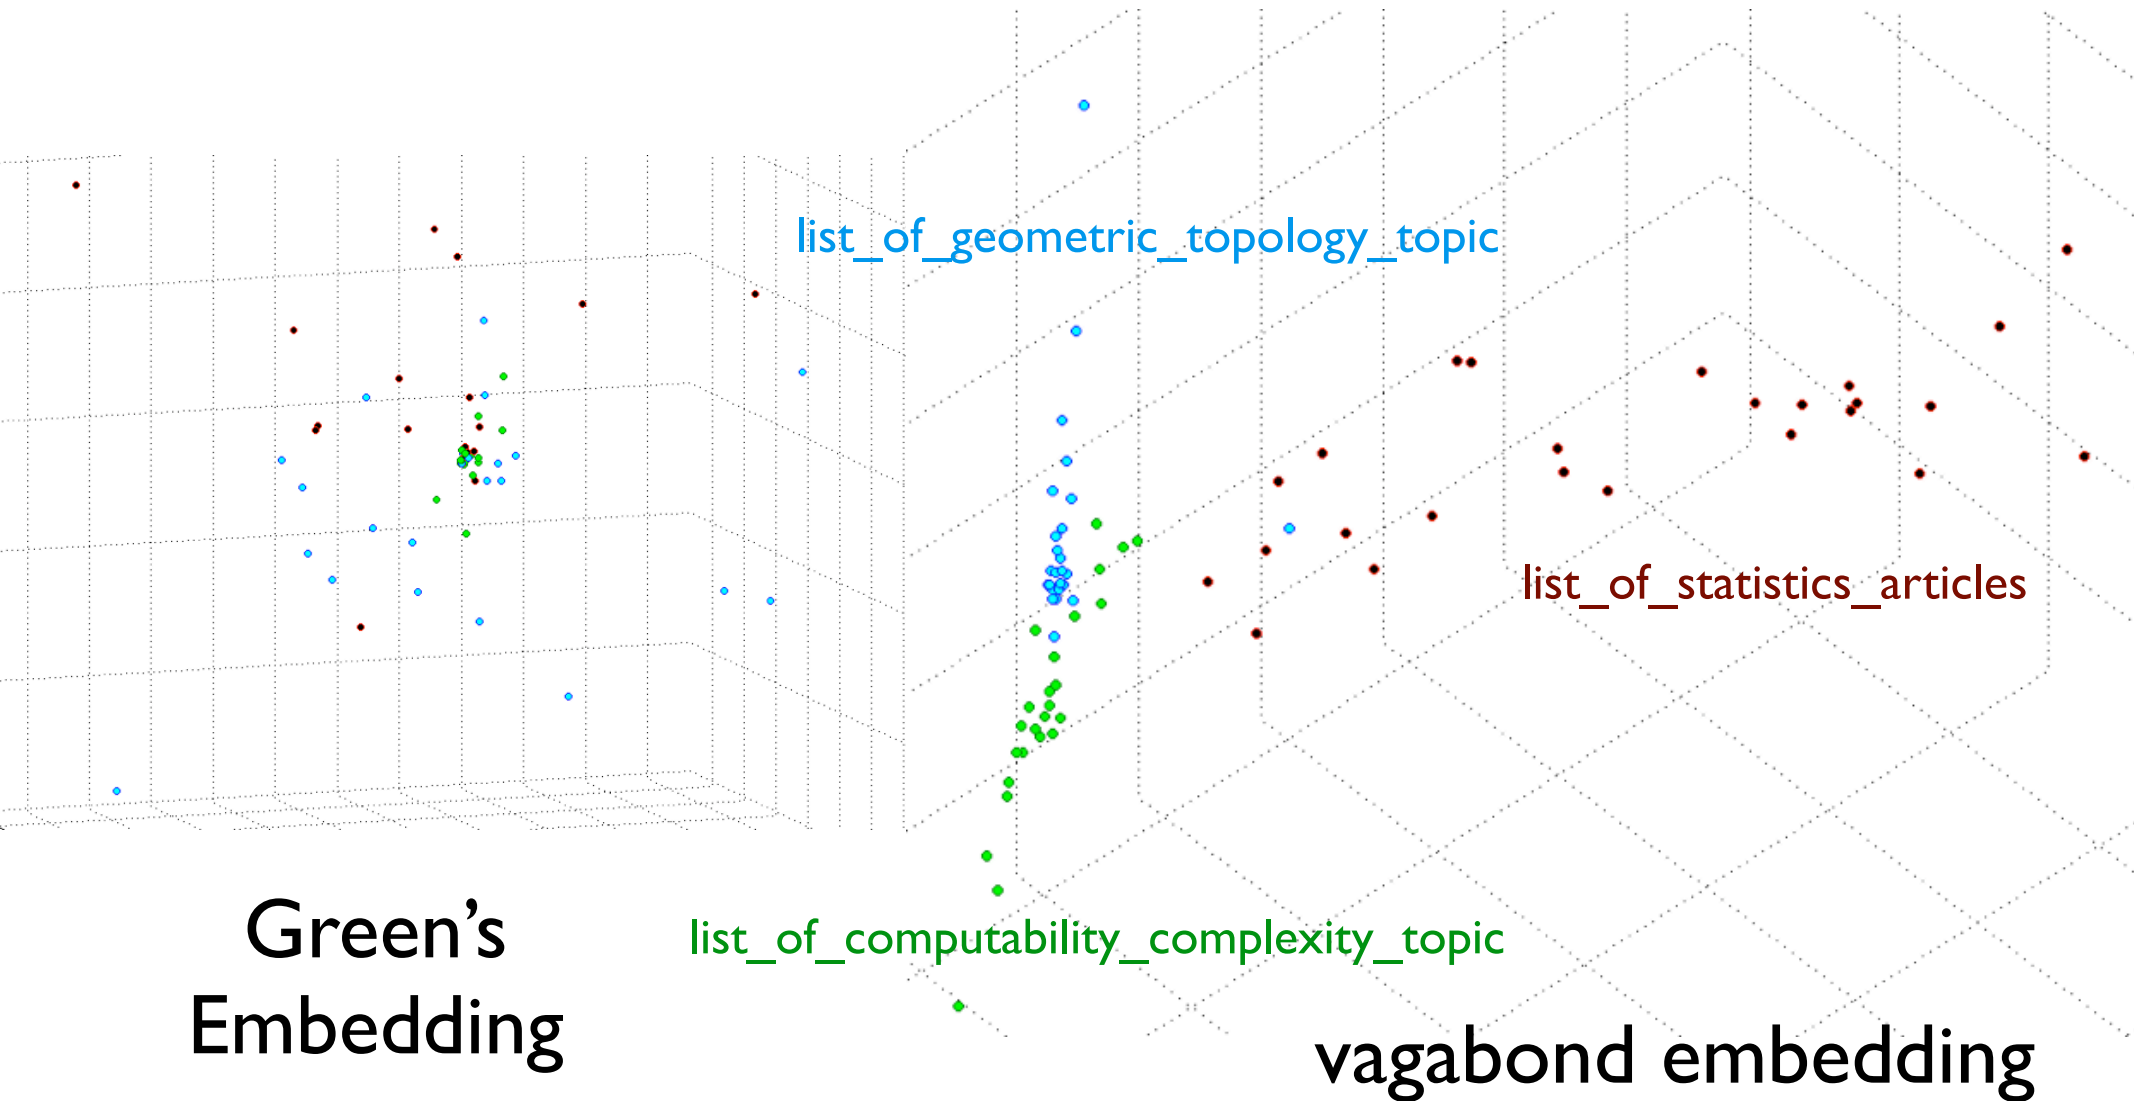 list_of_geometric_topology_topic
list_of_statistics_articles
Green's
Embedding
list_of_computability_complexity_topic
vagabond embedding